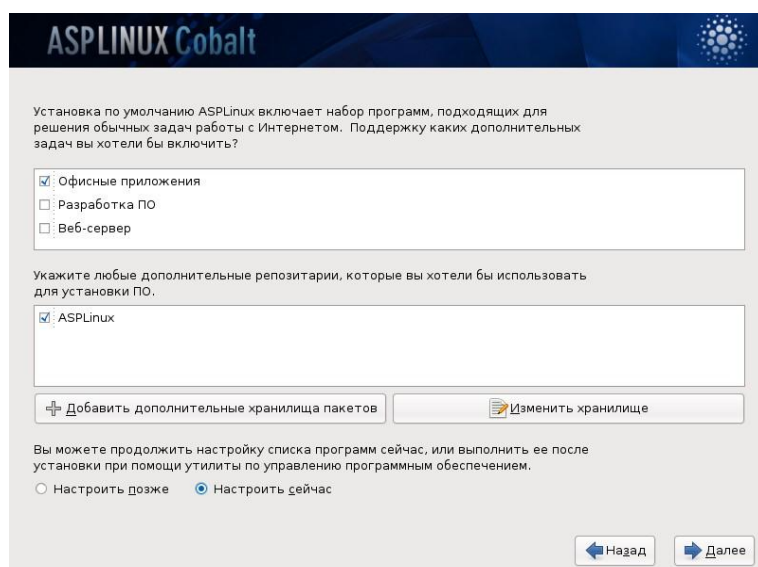 ASPLINUX Cobalt
Установка по умолчанию ASPLinux включает набор программ, подходящих для
решения обычных задач работы с Интернетом.  Поддержку каких дополнительных
задач вы хотели бы включить?
Офисные приложения
Разработка ПО
Веб-сервер
Укажите любые дополнительные репозитарии, которые вы хотели бы использовать
для установки ПО.
ASPLinux
Добавить дополнительные хранилища пакетов
Изменить хранилище
Вы можете продолжить настройку списка программ сейчас, или выполнить ее после
установки при помощи утилиты по управлению программным обеспечением.
Настроить позже
Настроить сейчас
Назад
Далее